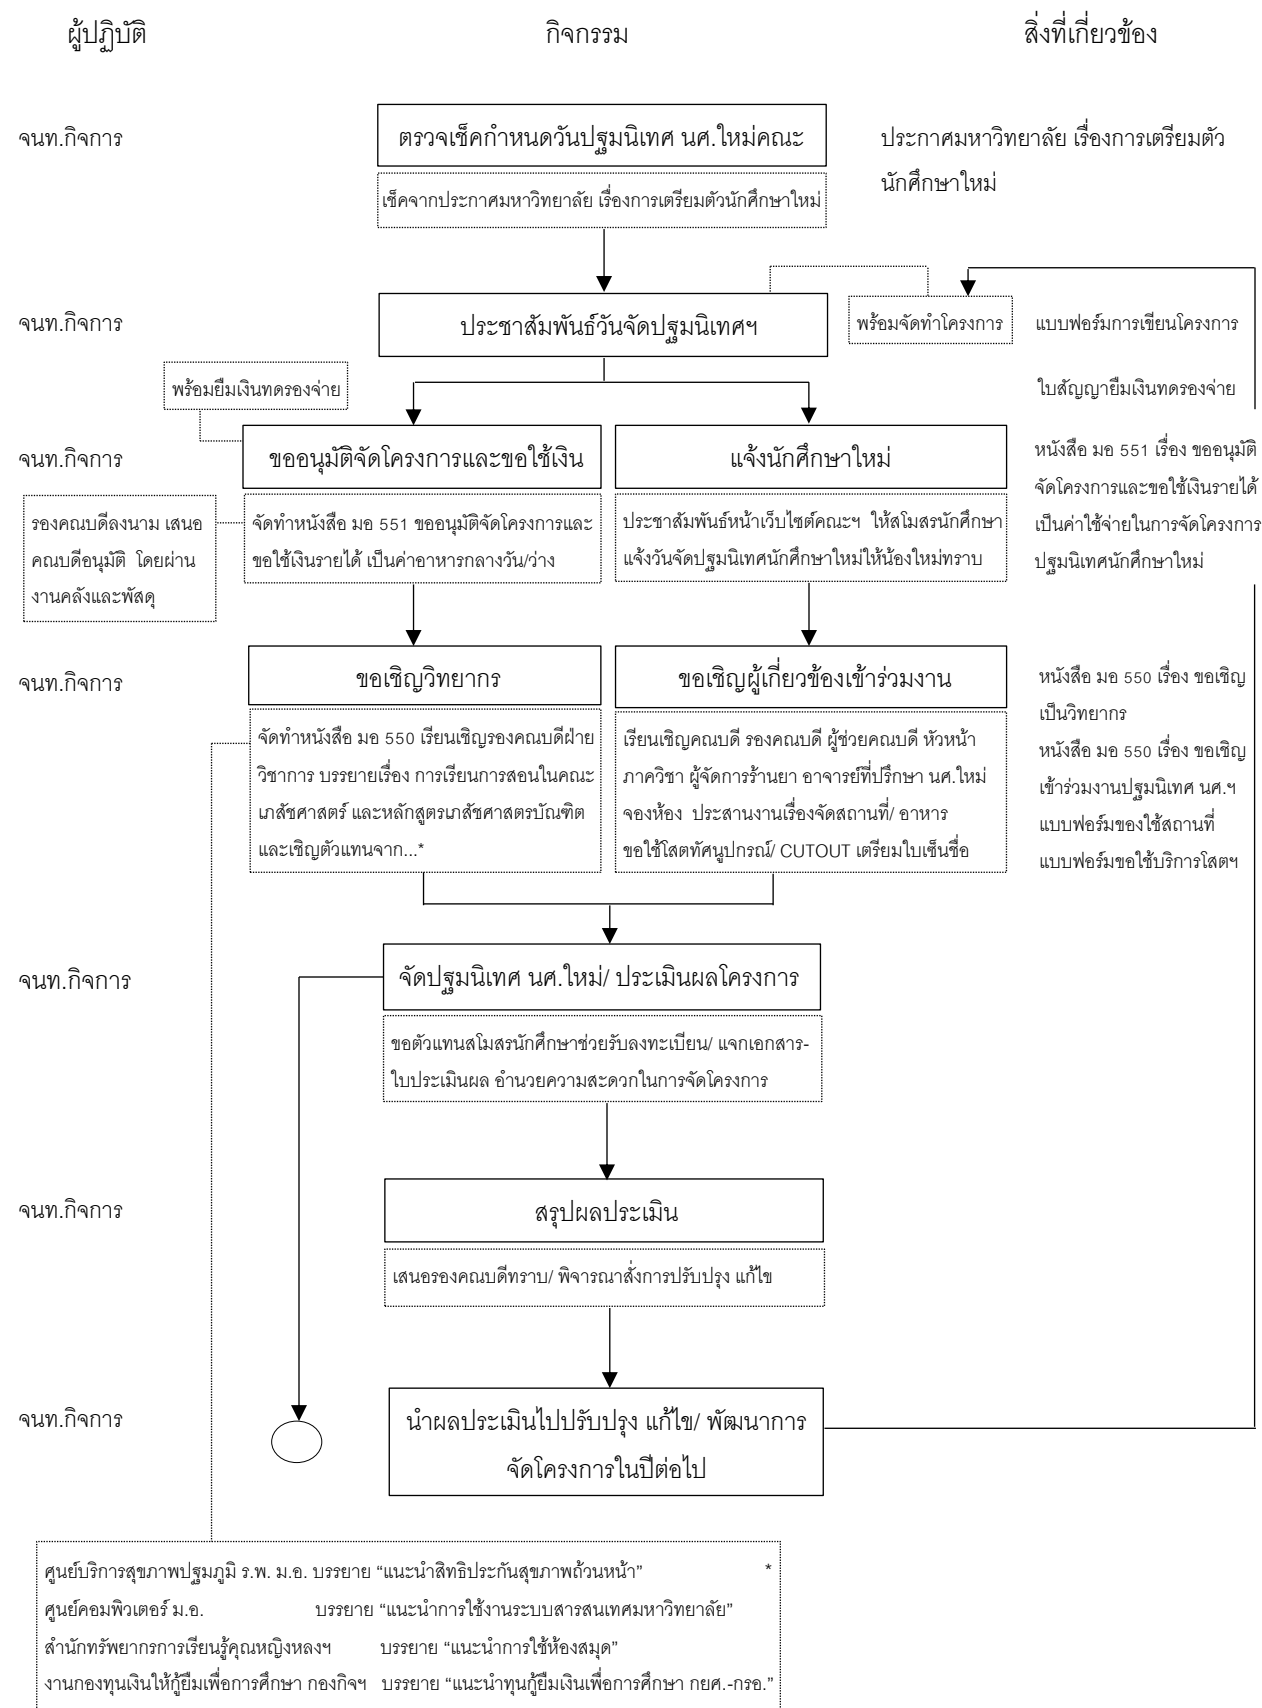 ผู้ปฏิบัติ
กิจกรรม
สิ่งที่เกี่ยวข้อง
จนท.กิจการ
ตรวจเช็คกำหนดวันปฐมนิเทศ นศ.ใหม่คณะ
ประกาศมหาวิทยาลัย เรื่องการเตรียมตัว
นักศึกษาใหม่
เช็คจากประกาศมหาวิทยาลัย เรื่องการเตรียมตัวนักศึกษาใหม่
จนท.กิจการ
ประชาสัมพันธ์วันจัดปฐมนิเทศฯ
พร้อมจัดทำโครงการ
แบบฟอร์มการเขียนโครงการ
พร้อมยืมเงินทดรองจ่าย
ใบสัญญายืมเงินทดรองจ่าย
จนท.กิจการ
ขออนุมัติจัดโครงการและขอใช้เงิน
แจ้งนักศึกษาใหม่
หนังสือ มอ 551 เรื่อง ขออนุมัติ
จัดโครงการและขอใช้เงินรายได้
เป็นค่าใช้จ่ายในการจัดโครงการ
ปฐมนิเทศนักศึกษาใหม่
รองคณบดีลงนาม เสนอ
คณบดีอนุมัติ โดยผ่าน
งานคลังและพัสดุ
จัดทำหนังสือ มอ 551 ขออนุมัติจัดโครงการและ
ขอใช้เงินรายได้ เป็นค่าอาหารกลางวัน/ว่าง
ประชาสัมพันธ์หน้าเว็บไซต์คณะฯ ให้สโมสรนักศึกษา
แจ้งวันจัดปฐมนิเทศนักศึกษาใหม่ให้น้องใหม่ทราบ
จนท.กิจการ
ขอเชิญวิทยากร
ขอเชิญผู้เกี่ยวข้องเข้าร่วมงาน
หนังสือ มอ 550 เรื่อง ขอเชิญ
เป็นวิทยากร
หนังสือ มอ 550 เรื่อง ขอเชิญ
เข้าร่วมงานปฐมนิเทศ นศ.ฯ
แบบฟอร์มของใช้สถานที่
แบบฟอร์มขอใช้บริการโสตฯ
จัดทำหนังสือ มอ 550 เรียนเชิญรองคณบดีฝ่าย
วิชาการ บรรยายเรื่อง การเรียนการสอนในคณะ
เภสัชศาสตร์ และหลักสูตรเภสัชศาสตรบัณฑิต
และเชิญตัวแทนจาก...*
เรียนเชิญคณบดี รองคณบดี ผู้ช่วยคณบดี หัวหน้า
ภาควิชา ผู้จัดการร้านยา อาจารย์ที่ปรึกษา นศ.ใหม่
จองห้อง ประสานงานเรื่องจัดสถานที่/ อาหาร
ขอใช้โสตทัศนูปกรณ์/ CUTOUT เตรียมใบเซ็นชื่อ
จนท.กิจการ
จัดปฐมนิเทศ นศ.ใหม่/ ประเมินผลโครงการ
ขอตัวแทนสโมสรนักศึกษาช่วยรับลงทะเบียน/ แจกเอกสาร-
ใบประเมินผล อำนวยความสะดวกในการจัดโครงการ
จนท.กิจการ
สรุปผลประเมิน
เสนอรองคณบดีทราบ/ พิจารณาสั่งการปรับปรุง แก้ไข
จนท.กิจการ
นำผลประเมินไปปรับปรุง แก้ไข/ พัฒนาการ
จัดโครงการในปีต่อไป
ศูนย์บริการสุขภาพปฐมภูมิ ร.พ. ม.อ. บรรยาย “แนะนำสิทธิประกันสุขภาพถ้วนหน้า” *
ศูนย์คอมพิวเตอร์ ม.อ. บรรยาย “แนะนำการใช้งานระบบสารสนเทศมหาวิทยาลัย”
สำนักทรัพยากรการเรียนรู้คุณหญิงหลงฯ บรรยาย “แนะนำการใช้ห้องสมุด”
งานกองทุนเงินให้กู้ยืมเพื่อการศึกษา กองกิจฯ บรรยาย “แนะนำทุนกู้ยืมเงินเพื่อการศึกษา กยศ.-กรอ.”